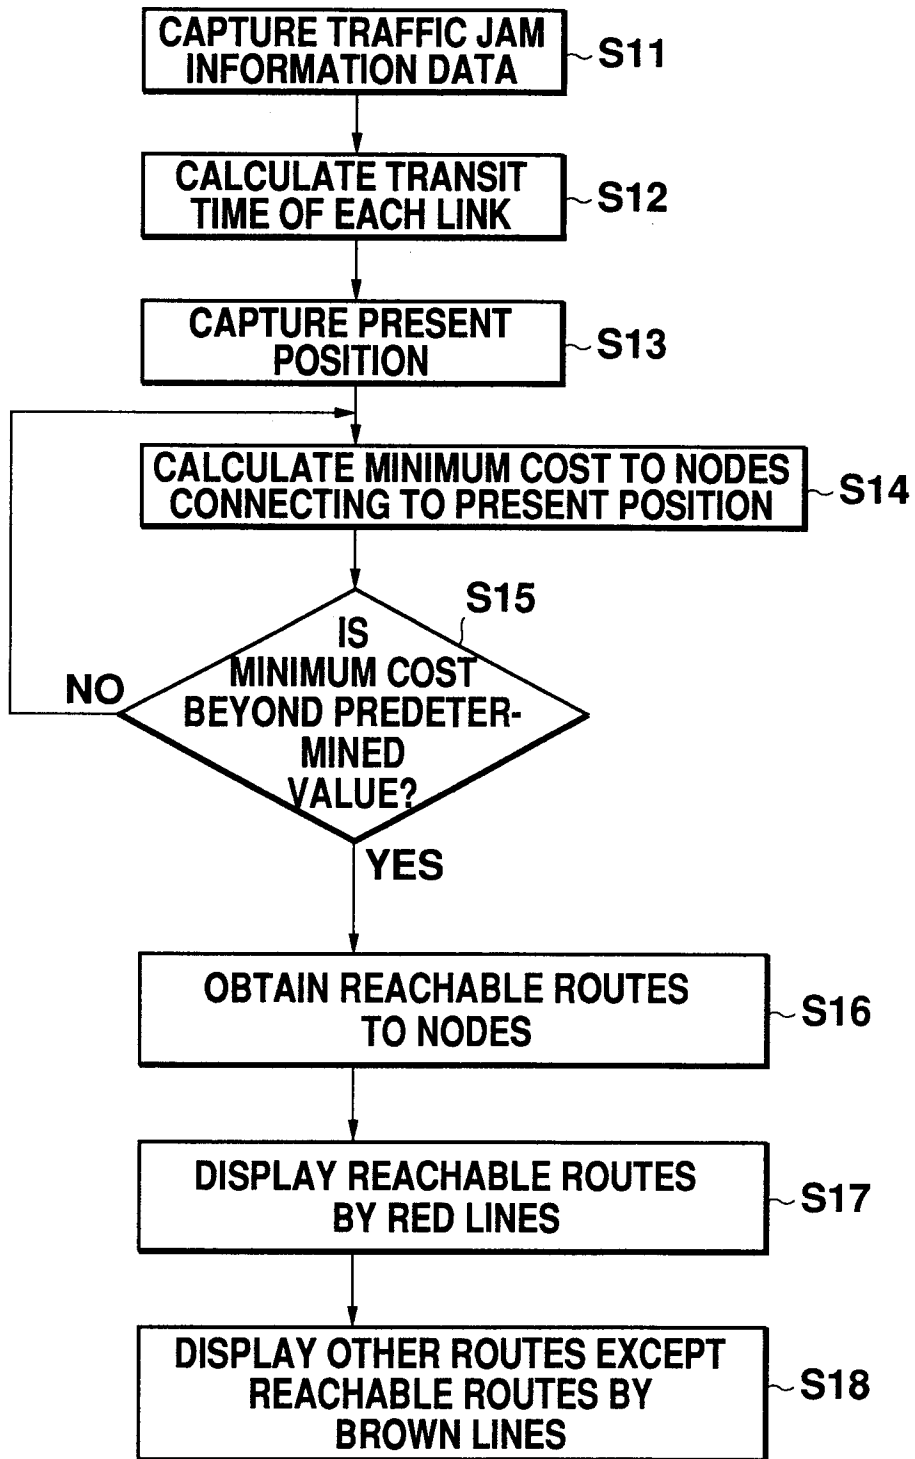 CAPTURE TRAFFIC JAM
INFORMATION DATA
S11
CALCULATE TRANSIT
TIME OF EACH LINK
S12
CAPTURE PRESENT
POSITION
S13
CALCULATE MINIMUM COST TO NODES
CONNECTING TO PRESENT POSITION
S14
S15
IS
MINIMUM COST
BEYOND PREDETER-
MINED
VALUE?
NO
YES
OBTAIN REACHABLE ROUTES
TO NODES
S16
DISPLAY REACHABLE ROUTES
BY RED LINES
S17
DISPLAY OTHER ROUTES EXCEPT
REACHABLE ROUTES BY
BROWN LINES
S18